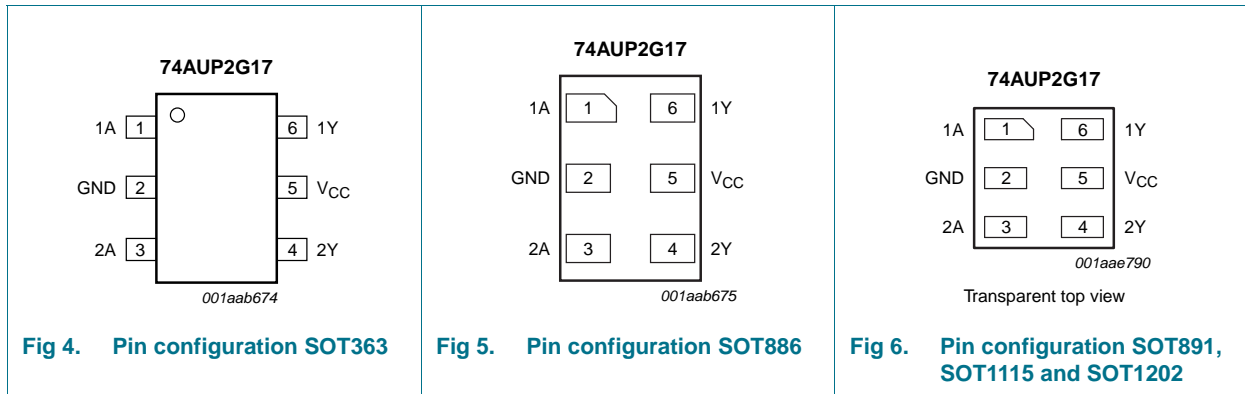 74AUP2G17
1A 1 6 1Y
GND 2 5 VCC
2A 3 4 2Y
001aab674
Fig 4. Pin configuration SOT363
74AUP2G17
1A 1 6 1Y
GND 2 5 VCC
2A 3 4 2Y
001aab675
Fig 5. Pin configuration SOT886
74AUP2G17
1A 1 6 1Y
GND 2 5 VCC
2A 3 4 2Y
001aae790
Transparent top view
Fig 6. Pin configuration SOT891,
SOT1115 and SOT1202